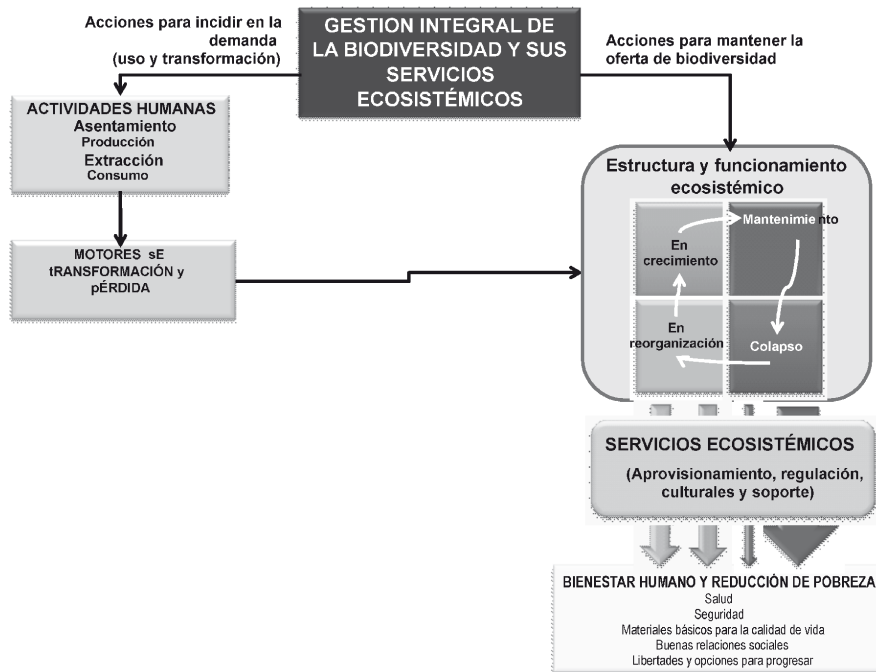 Acciones para incidir en la
demanda
(uso y transformación)
GESTION INTEGRAL DE
LA BIODIVERSIDAD Y SUS
SERVICIOS
ECOSISTÉMICOS
Acciones para mantener la
oferta de biodiversidad
ACTIVIDADES HUMANAS
Asentamiento
Producción
Extracción
Consumo
MOTORES sE
tRANSFORMACIÓN y
pÉRDIDA
Estructura y funcionamiento
ecosistémico
Mantenimiento
En
crecimiento
En
reorganización
Colapso
SERVICIOS ECOSISTÉMICOS
(Aprovisionamiento, regulación,
culturales y soporte)
BIENESTAR HUMANO Y REDUCCIÓN DE POBREZA
Salud
Seguridad
Materiales básicos para la calidad de vida
Buenas relaciones sociales
Libertades y opciones para progresar